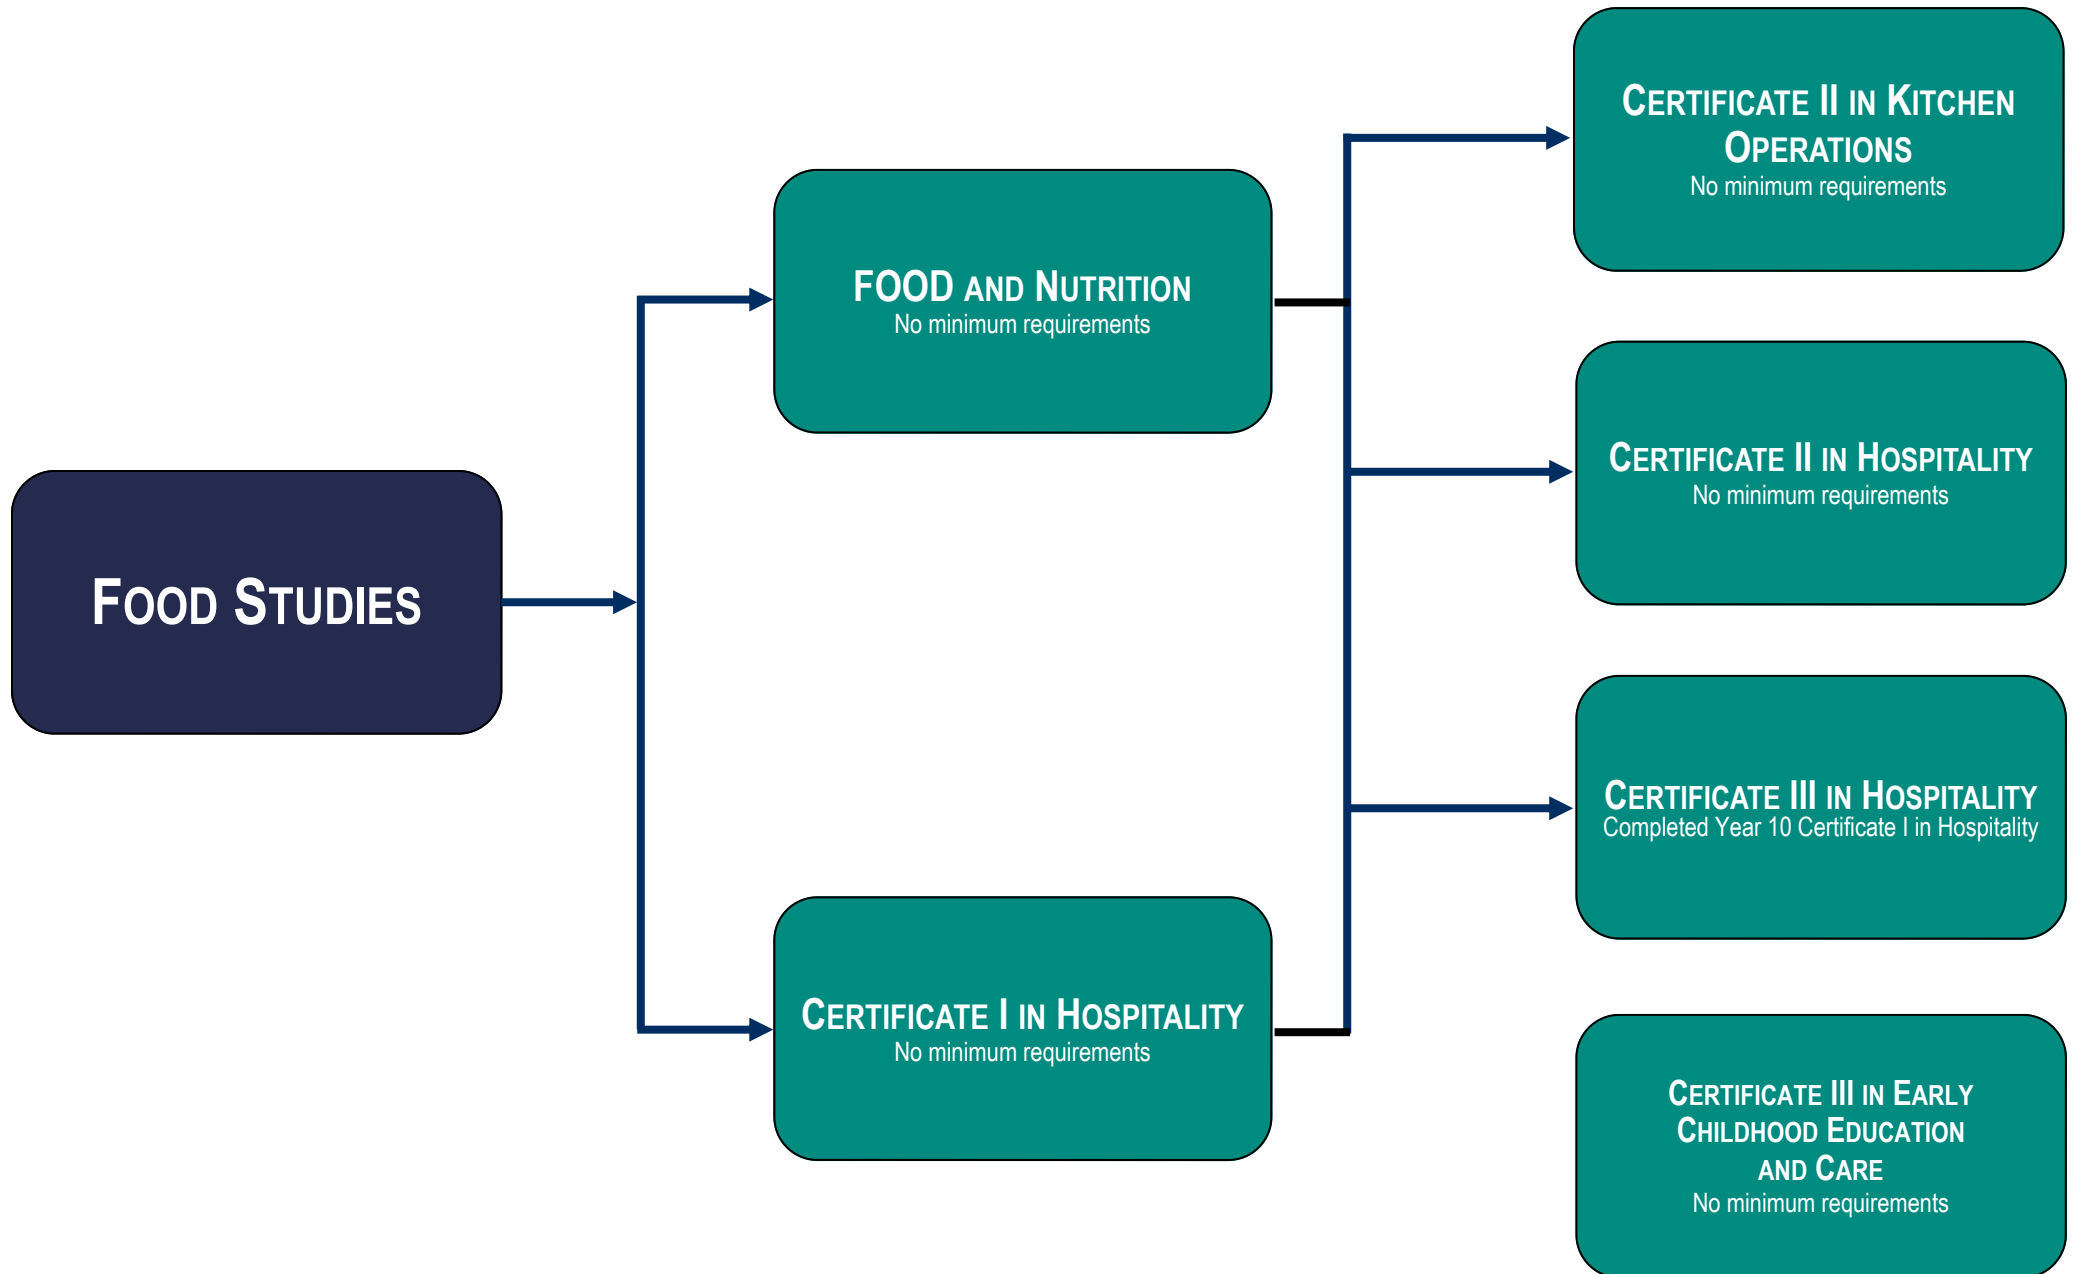 FOOD STUDIES
FOOD AND NUTRITION
No minimum requirements
CERTIFICATE I IN HOSPITALITY
No minimum requirements
CERTIFICATE II IN KITCHEN
OPERATIONS
No minimum requirements
CERTIFICATE II IN HOSPITALITY
No minimum requirements
CERTIFICATE III IN HOSPITALITY
Completed Year 10 Certificate I in Hospitality
CERTIFICATE III IN EARLY
CHILDHOOD EDUCATION
AND CARE
No minimum requirements